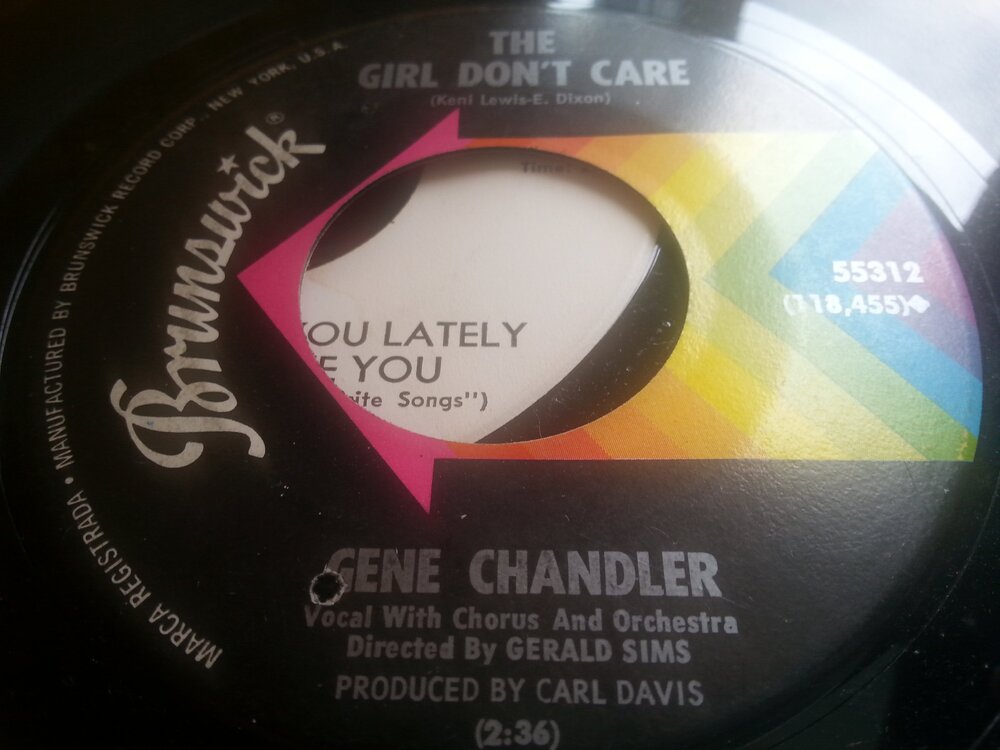 THE
GIRL DON'T CARE
(Keni Lewis-E. Dixon)
Brunswick®
MARCA REGISTRADA • MANUFACTURED BY BRUNSWICK RECORD CORP., NEW YORK, U.S.A.
Time:
OU LATELY
E YOU
ite Songs")
55312
(118,455)◆
GENE CHANDLER
Vocal With Chorus And Orchestra
Directed By GERALD SIMS
PRODUCED BY CARL DAVIS
(2:36)